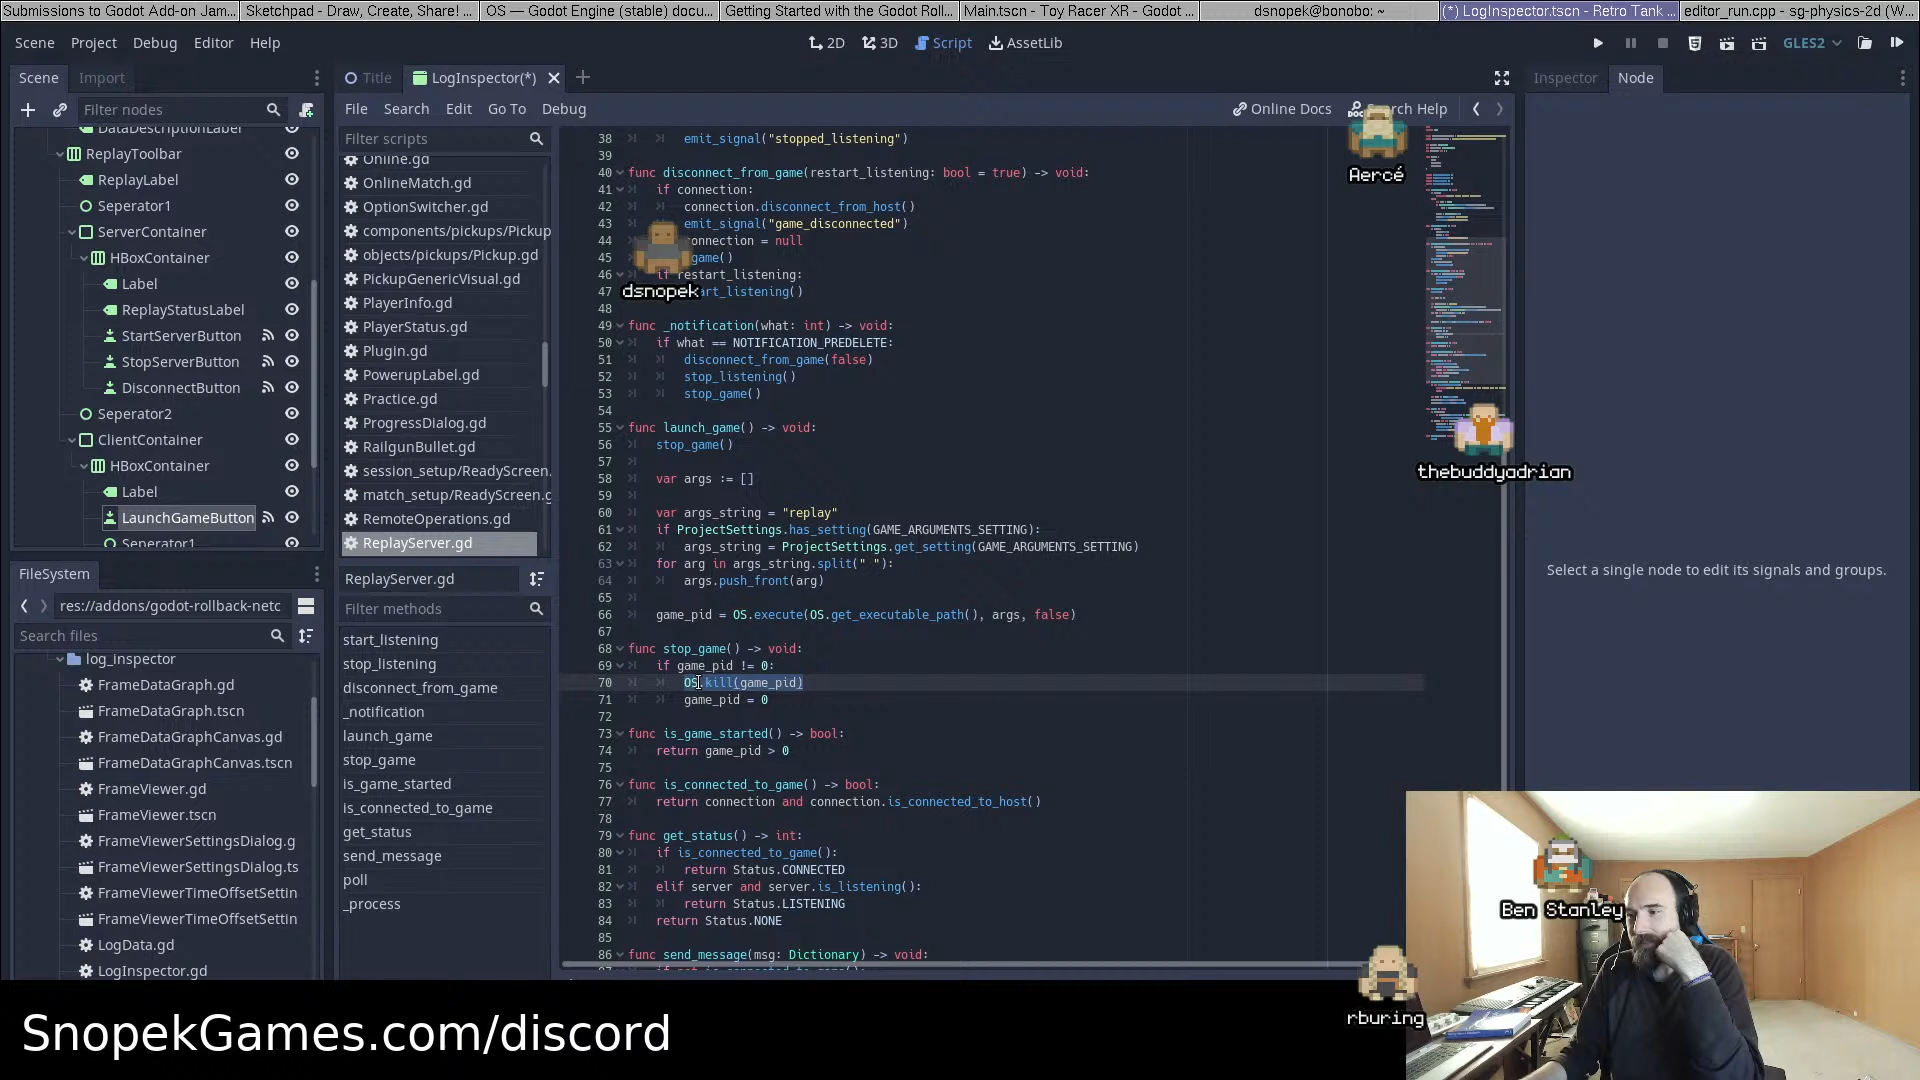 Submissions to Godot Add-on Jam... Sketchpad - Draw, Create, Share! ... OS — Godot Engine (stable) docu... Getting Started with the Godot Roll... Main.tscn - Toy Racer XR - Godot ... dsnopek@bonobo: ~ (*) LogInspector.tscn - Retro Tank ... editor_run.cpp - sg-physics-2d (W...
Scene Project Debug Editor Help
2D 3D Script AssetLib
GLES2
Scene Import
Filter nodes
DataDescriptionLabel
ReplayToolbar
ReplayLabel
Seperator1
ServerContainer
HBoxContainer
Label
ReplayStatusLabel
StartServerButton
StopServerButton
DisconnectButton
Seperator2
ClientContainer
HBoxContainer
Label
LaunchGameButton
Seperator1
FileSystem
res://addons/godot-rollback-netc
Search files
log_inspector
FrameDataGraph.gd
FrameDataGraph.tscn
FrameDataGraphCanvas.gd
FrameDataGraphCanvas.tscn
FrameViewer.gd
FrameViewer.tscn
FrameViewerSettingsDialog.g
FrameViewerSettingsDialog.ts
FrameViewerTimeOffsetSettin
FrameViewerTimeOffsetSettin
LogData.gd
LogInspector.gd
Title LogInspector(*)
File Search Edit Go To Debug
Online Docs Search Help
Filter scripts
Online.gd
OnlineMatch.gd
OptionSwitcher.gd
components/pickups/Pickup
objects/pickups/Pickup.gd
PickupGenericVisual.gd
PlayerInfo.gd
PlayerStatus.gd
Plugin.gd
PowerupLabel.gd
Practice.gd
ProgressDialog.gd
RailgunBullet.gd
session_setup/ReadyScreen.
match_setup/ReadyScreen.g
RemoteOperations.gd
ReplayServer.gd
ReplayServer.gd
Filter methods
start_listening
stop_listening
disconnect_from_game
_notification
launch_game
stop_game
is_game_started
is_connected_to_game
get_status
send_message
poll
_process
38 emit_signal("stopped_listening")
39
40 func disconnect_from_game(restart_listening: bool = true) -> void:
41 if connection:
42 connection.disconnect_from_host()
43 emit_signal("game_disconnected")
44 connection = null
45 game()
46 if restart_listening:
47 art_listening()
48
49 func _notification(what: int) -> void:
50 if what == NOTIFICATION_PREDELETE:
51 disconnect_from_game(false)
52 stop_listening()
53 stop_game()
54
55 func launch_game() -> void:
56 stop_game()
57
58 var args := []
59
60 var args_string = "replay"
61 if ProjectSettings.has_setting(GAME_ARGUMENTS_SETTING):
62 args_string = ProjectSettings.get_setting(GAME_ARGUMENTS_SETTING)
63 for arg in args_string.split(" "):
64 args.push_front(arg)
65
66 game_pid = OS.execute(OS.get_executable_path(), args, false)
67
68 func stop_game() -> void:
69 if game_pid != 0:
70 OS.kill(game_pid)
71 game_pid = 0
72
73 func is_game_started() -> bool:
74 return game_pid > 0
75
76 func is_connected_to_game() -> bool:
77 return connection and connection.is_connected_to_host()
78
79 func get_status() -> int:
80 if is_connected_to_game():
81 return Status.CONNECTED
82 elif server and server.is_listening():
83 return Status.LISTENING
84 return Status.NONE
85
86 func send_message(msg: Dictionary) -> void:
Inspector Node
Select a single node to edit its signals and groups.
Aercé
dsnopek
thebuddyadrian
Ben Stanley
rburing
SnopekGames.com/discord